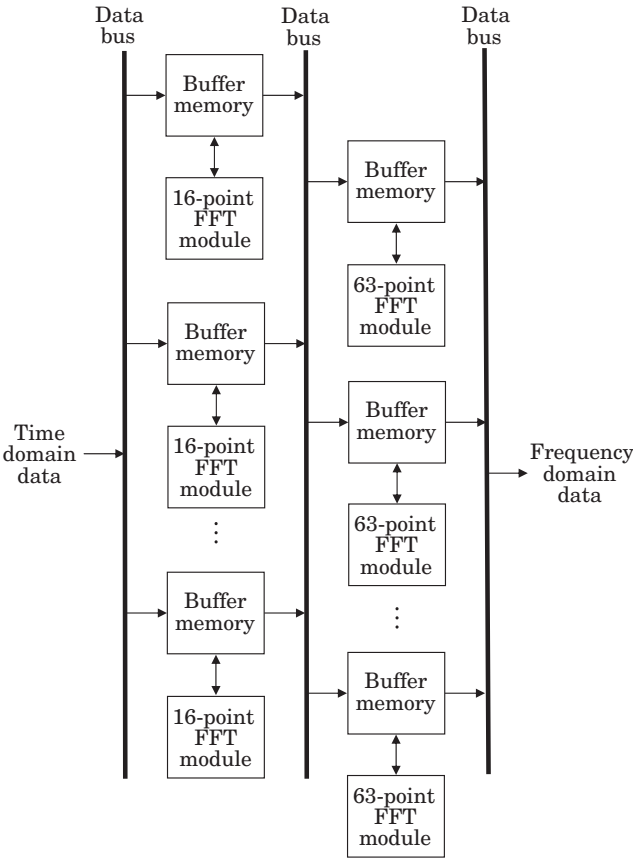 Data
bus
Data
bus
Data
bus
Buffer
memory
16-point
FFT
module
Buffer
memory
63-point
FFT
module
Buffer
memory
16-point
FFT
module
Buffer
memory
63-point
FFT
module
Time
domain
data
Frequency
domain
data
Buffer
memory
16-point
FFT
module
Buffer
memory
63-point
FFT
module